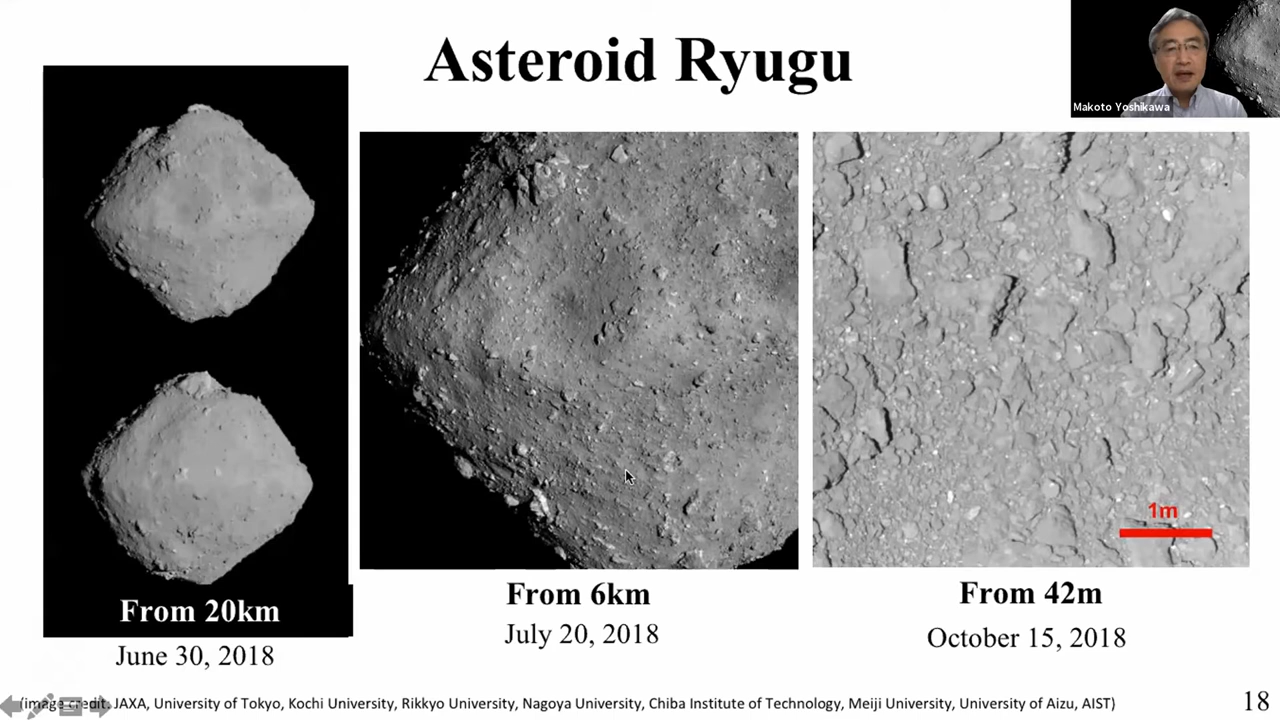 Asteroid Ryugu
Makoto Yoshikawa
1m
From 20km
June 30, 2018
From 6km
July 20, 2018
From 42m
October 15, 2018
(image credit: JAXA, University of Tokyo, Kochi University, Rikkyo University, Nagoya University, Chiba Institute of Technology, Meiji University, University of Aizu, AIST)
18